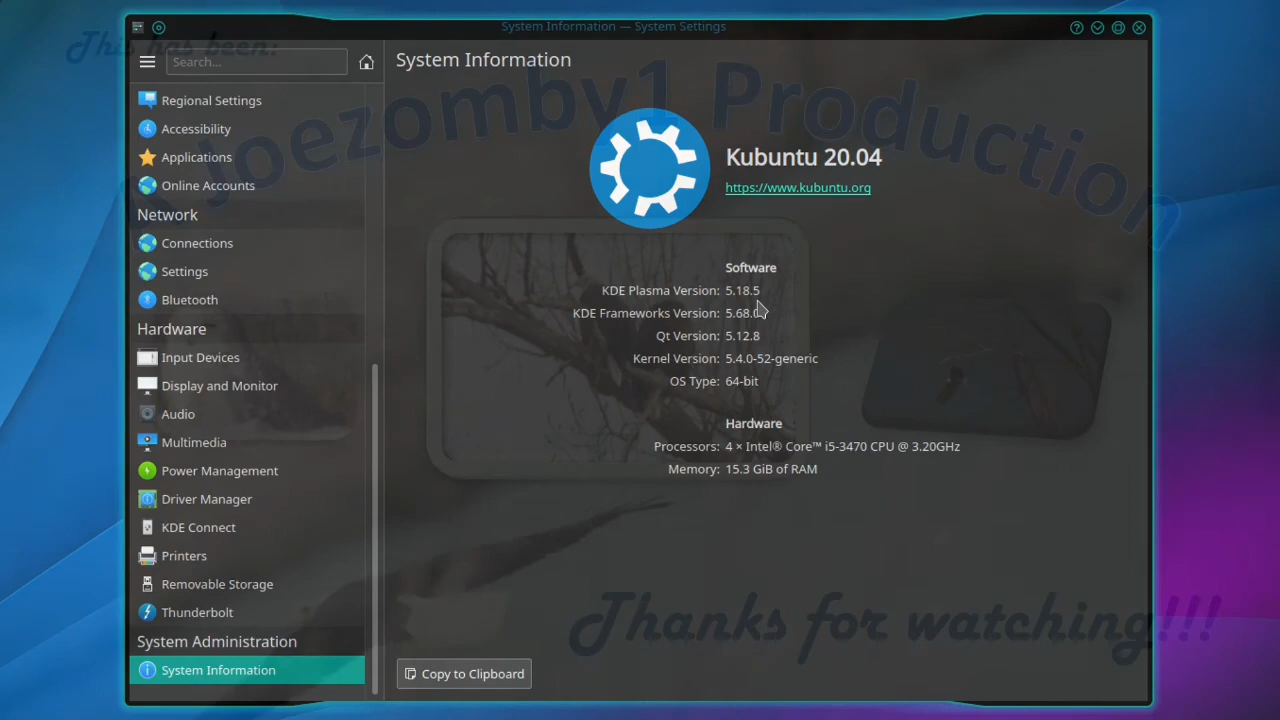 System Information — System Settings
This has been:
Search...
System Information
A joezomby1 Production
Regional Settings
Accessibility
Applications
Online Accounts
Network
Connections
Settings
Bluetooth
Hardware
Input Devices
Display and Monitor
Audio
Multimedia
Power Management
Driver Manager
KDE Connect
Printers
Removable Storage
Thunderbolt
System Administration
System Information
Kubuntu 20.04
https://www.kubuntu.org
Software
KDE Plasma Version: 5.18.5
KDE Frameworks Version: 5.68.0
Qt Version: 5.12.8
Kernel Version: 5.4.0-52-generic
OS Type: 64-bit
Hardware
Processors: 4 × Intel® Core™ i5-3470 CPU @ 3.20GHz
Memory: 15.3 GiB of RAM
Thanks for watching!!!
Copy to Clipboard